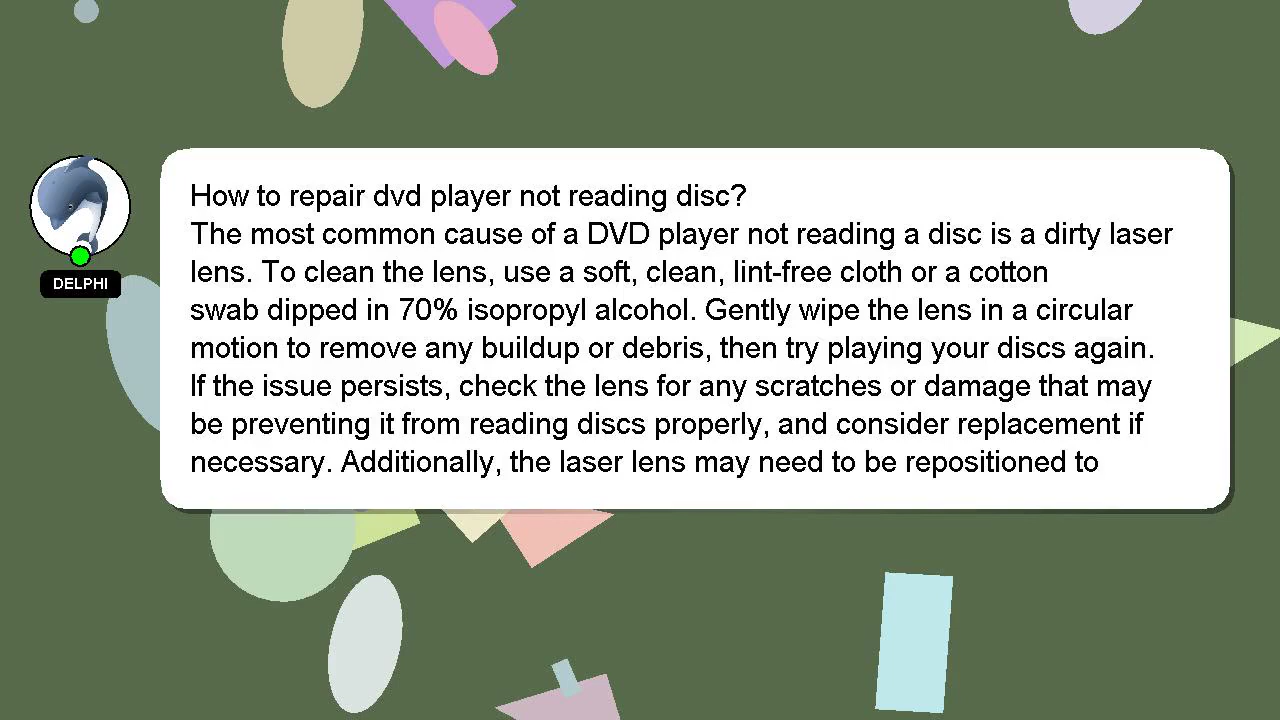 How to repair dvd player not reading disc?
The most common cause of a DVD player not reading a disc is a dirty laser
lens. To clean the lens, use a soft, clean, lint-free cloth or a cotton
swab dipped in 70% isopropyl alcohol. Gently wipe the lens in a circular
motion to remove any buildup or debris, then try playing your discs again.
If the issue persists, check the lens for any scratches or damage that may
be preventing it from reading discs properly, and consider replacement if
necessary. Additionally, the laser lens may need to be repositioned to
DELPHI